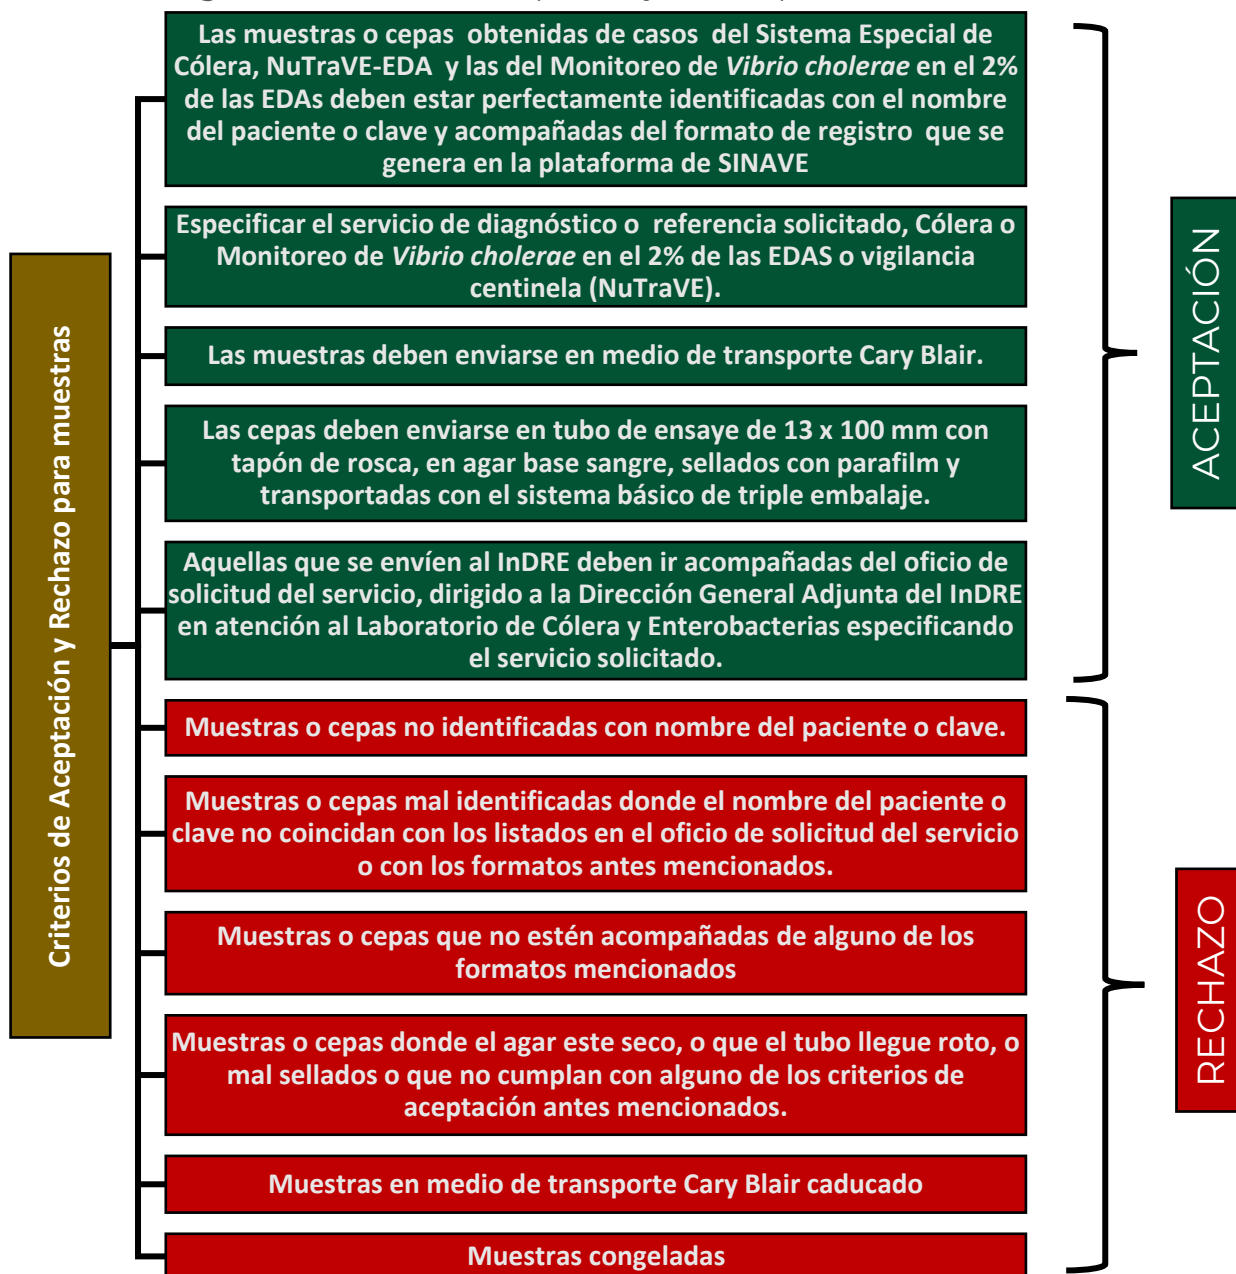 Las muestras o cepas obtenidas de casos del Sistema Especial de
Cólera, NuTraVE-EDA y las del Monitoreo de Vibrio cholerae en el 2%
de las EDAs deben estar perfectamente identificadas con el nombre
del paciente o clave y acompañadas del formato de registro que se
genera en la plataforma de SINAVE
Especificar el servicio de diagnóstico o referencia solicitado, Cólera o
Monitoreo de Vibrio cholerae en el 2% de las EDAS o vigilancia
centinela (NuTraVE).
Las muestras deben enviarse en medio de transporte Cary Blair.
Las cepas deben enviarse en tubo de ensaye de 13 x 100 mm con
tapón de rosca, en agar base sangre, sellados con parafilm y
transportadas con el sistema básico de triple embalaje.
Aquellas que se envíen al InDRE deben ir acompañadas del oficio de
solicitud del servicio, dirigido a la Dirección General Adjunta del InDRE
en atención al Laboratorio de Cólera y Enterobacterias especificando
el servicio solicitado.
ACEPTACIÓN
Criterios de Aceptación y Rechazo para muestras
Muestras o cepas no identificadas con nombre del paciente o clave.
Muestras o cepas mal identificadas donde el nombre del paciente o
clave no coincidan con los listados en el oficio de solicitud del servicio
o con los formatos antes mencionados.
Muestras o cepas que no estén acompañadas de alguno de los
formatos mencionados
Muestras o cepas donde el agar este seco, o que el tubo llegue roto, o
mal sellados o que no cumplan con alguno de los criterios de
aceptación antes mencionados.
Muestras en medio de transporte Cary Blair caducado
Muestras congeladas
RECHAZO